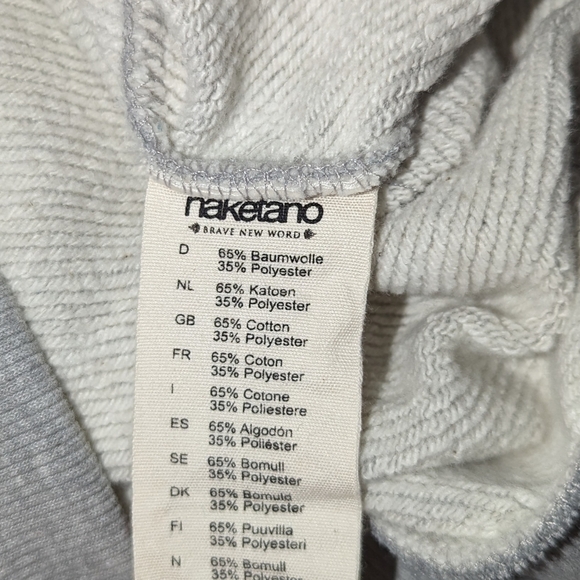 naketano
BRAVE NEW WORD
D 65% Baumwolle
35% Polyester
NL 65% Katoen
35% Polyester
GB 65% Cotton
35% Polyester
FR 65% Coton
35% Polyester
I 65% Cotone
35% Poliestere
ES 65% Algodón
35% Poliéster
SE 65% Bomull
35% Polyester
DK 65% Bomuld
35% Polyester
FI 65% Puuvilla
35% Polyesteri
N 65% Bomull
35% Polyester